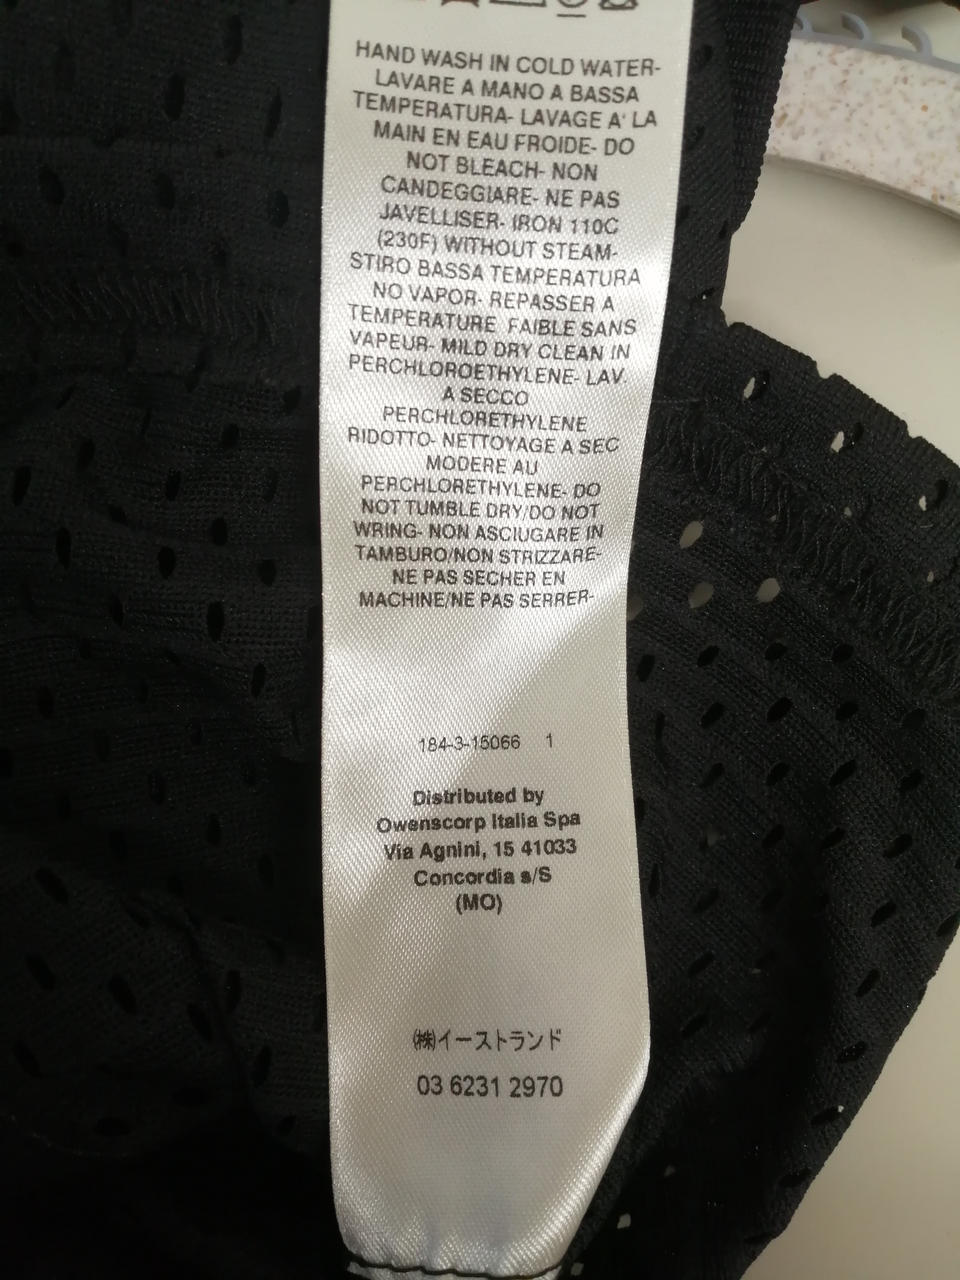 HAND WASH IN COLD WATER-
LAVARE A MANO A BASSA
TEMPERATURA- LAVAGE A' LA
MAIN EN EAU FROIDE- DO
NOT BLEACH- NON
CANDEGGIARE- NE PAS
JAVELLISER- IRON 110C
(230F) WITHOUT STEAM-
STIRO BASSA TEMPERATURA
NO VAPOR- REPASSER A
TEMPERATURE FAIBLE SANS
VAPEUR- MILD DRY CLEAN IN
PERCHLOROETHYLENE- LAV.
A SECCO
PERCHLORETHYLENE
RIDOTTO- NETTOYAGE A SEC
MODERE AU
PERCHLORETHYLENE- DO
NOT TUMBLE DRY/DO NOT
WRING- NON ASCIUGARE IN
TAMBURO/NON STRIZZARE-
NE PAS SECHER EN
MACHINE/NE PAS SERRER-
184-3-15066 1
Distributed by
Owenscorp Italia Spa
Via Agnini, 15 41033
Concordia s/S
(MO)
㈱イーストランド
03 6231 2970